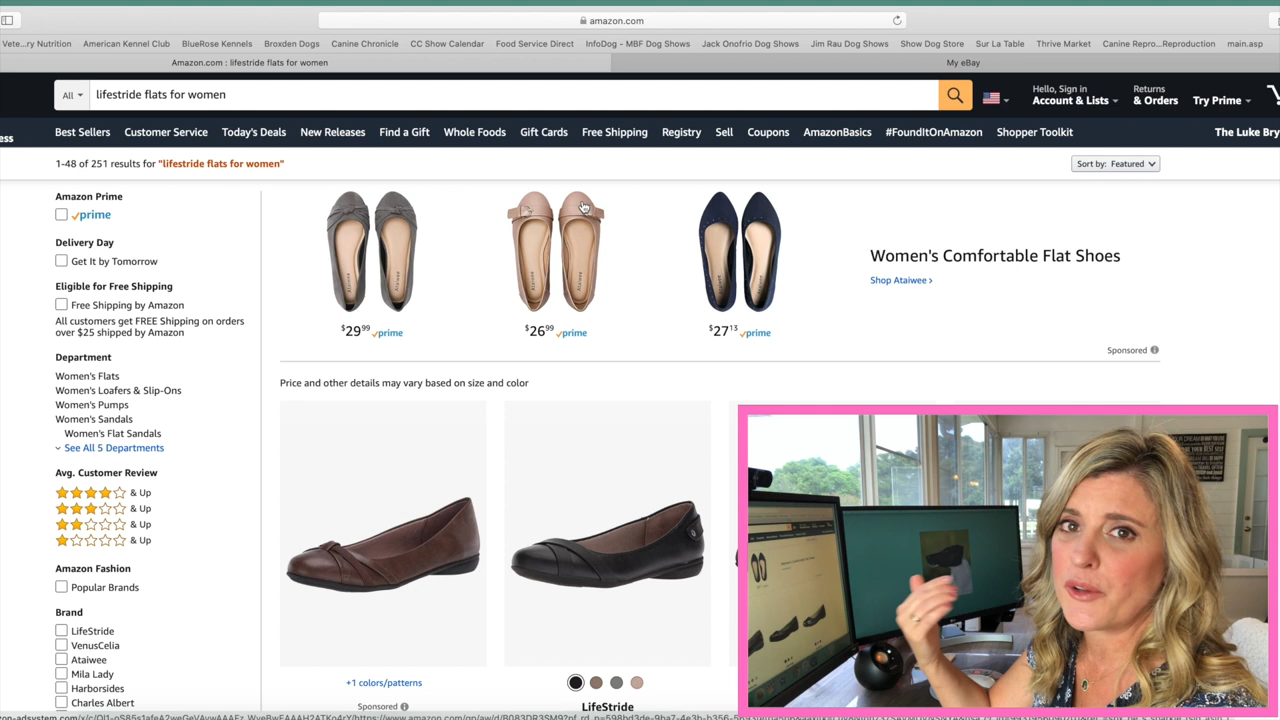 amazon.com
Vete...ry Nutrition American Kennel Club BlueRose Kennels Broxden Dogs Canine Chronicle CC Show Calendar Food Service Direct InfoDog - MBF Dog Shows Jack Onofrio Dog Shows Jim Rau Dog Shows Show Dog Store Sur La Table Thrive Market Canine Repro...Reproduction main.asp
Amazon.com : lifestride flats for women My eBay
All lifestride flats for women
Hello, Sign in
Account & Lists
Returns
& Orders
Try Prime
ess
Best Sellers Customer Service Today's Deals New Releases Find a Gift Whole Foods Gift Cards Free Shipping Registry Sell Coupons AmazonBasics #FoundItOnAmazon Shopper Toolkit The Luke Bry
1-48 of 251 results for "lifestride flats for women"
Sort by: Featured
Amazon Prime
prime
Delivery Day
Get It by Tomorrow
Eligible for Free Shipping
Free Shipping by Amazon
All customers get FREE Shipping on orders
over $25 shipped by Amazon
Department
Women's Flats
Women's Loafers & Slip-Ons
Women's Pumps
Women's Sandals
Women's Flat Sandals
See All 5 Departments
Avg. Customer Review
& Up
& Up
& Up
& Up
Amazon Fashion
Popular Brands
Brand
LifeStride
VenusCelia
Ataiwee
Mila Lady
Harborsides
Charles Albert
$29 99 prime
$26 99 prime
$27 13 prime
Women's Comfortable Flat Shoes
Shop Ataiwee >
Sponsored
Price and other details may vary based on size and color
+1 colors/patterns
Sponsored
LifeStride